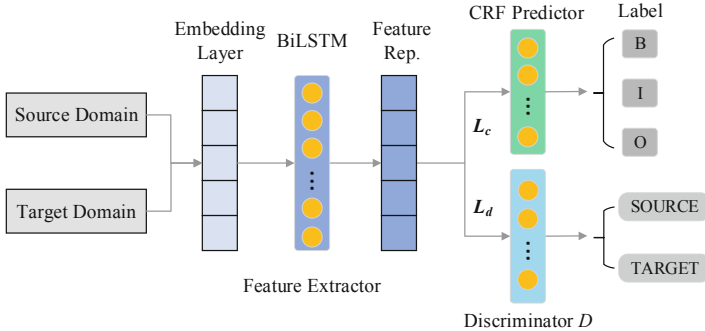 Embedding
Layer
BiLSTM
Feature
Rep.
CRF Predictor
Label
Source Domain
Target Domain
L_c
L_d
B
I
O
SOURCE
TARGET
Feature Extractor
Discriminator D